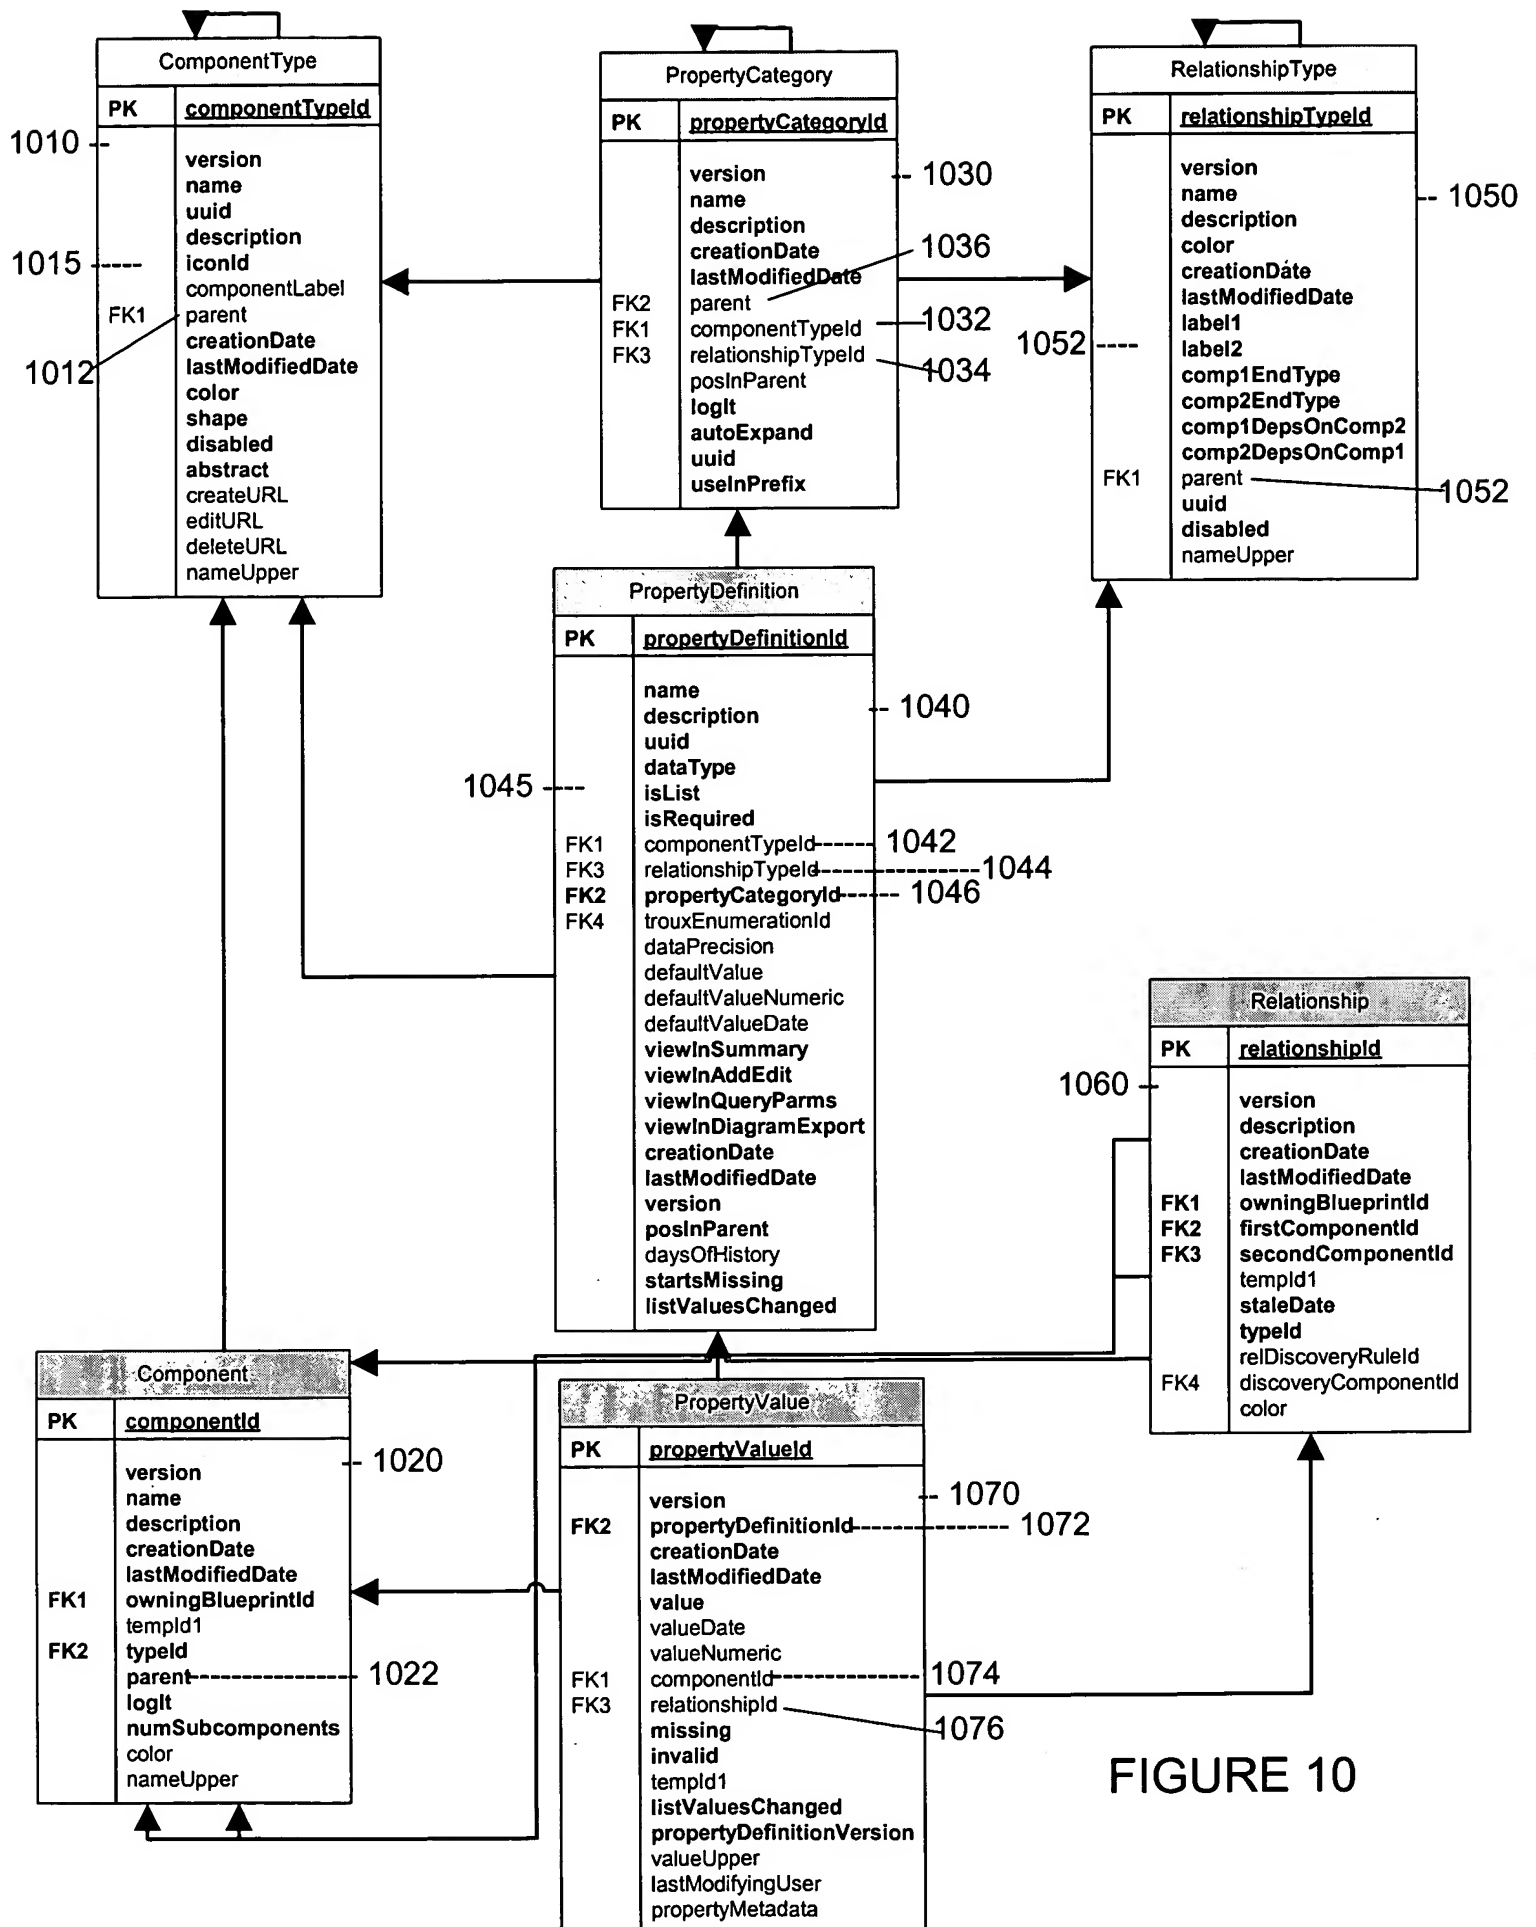 ComponentType
PK componentTypeId
1010
version
name
uuid
description
1015
iconId
componentLabel
FK1 parent
1012
creationDate
lastModifiedDate
color
shape
disabled
abstract
createURL
editURL
deleteURL
nameUpper
PropertyCategory
PK propertyCategoryId
version
1030
name
description
creationDate
1036
lastModifiedDate
FK2 parent
FK1 componentTypeId 1032
FK3 relationshipTypeId 1034
posInParent
logIt
autoExpand
uuid
useInPrefix
RelationshipType
PK relationshipTypeId
version
name 1050
description
color
creationDate
lastModifiedDate
label1
1052 label2
comp1EndType
comp2EndType
comp1DepsOnComp2
comp2DepsOnComp1
FK1 parent 1052
uuid
disabled
nameUpper
PropertyDefinition
PK propertyDefinitionId
name
description 1040
uuid
dataType
1045 isList
isRequired
FK1 componentTypeId 1042
FK3 relationshipTypeId 1044
FK2 propertyCategoryId 1046
FK4 trouxEnumerationId
dataPrecision
defaultValue
defaultValueNumeric
defaultValueDate
viewInSummary
viewInAddEdit
viewInQueryParms
viewInDiagramExport
creationDate
lastModifiedDate
version
posInParent
daysOfHistory
startsMissing
listValuesChanged
Relationship
PK relationshipId
1060
version
description
creationDate
lastModifiedDate
FK1 owningBlueprintId
FK2 firstComponentId
FK3 secondComponentId
tempId1
staleDate
typeId
relDiscoveryRuleId
FK4 discoveryComponentId
color
Component
PK componentId
1020
version
name
description
creationDate
lastModifiedDate
FK1 owningBlueprintId
tempId1
FK2 typeId
parent 1022
logIt
numSubcomponents
color
nameUpper
PropertyValue
PK propertyValueId
version 1070
FK2 propertyDefinitionId 1072
creationDate
lastModifiedDate
value
valueDate
valueNumeric
FK1 componentId 1074
FK3 relationshipId
1076
missing
invalid
tempId1
listValuesChanged
propertyDefinitionVersion
valueUpper
lastModifyingUser
propertyMetadata
FIGURE 10